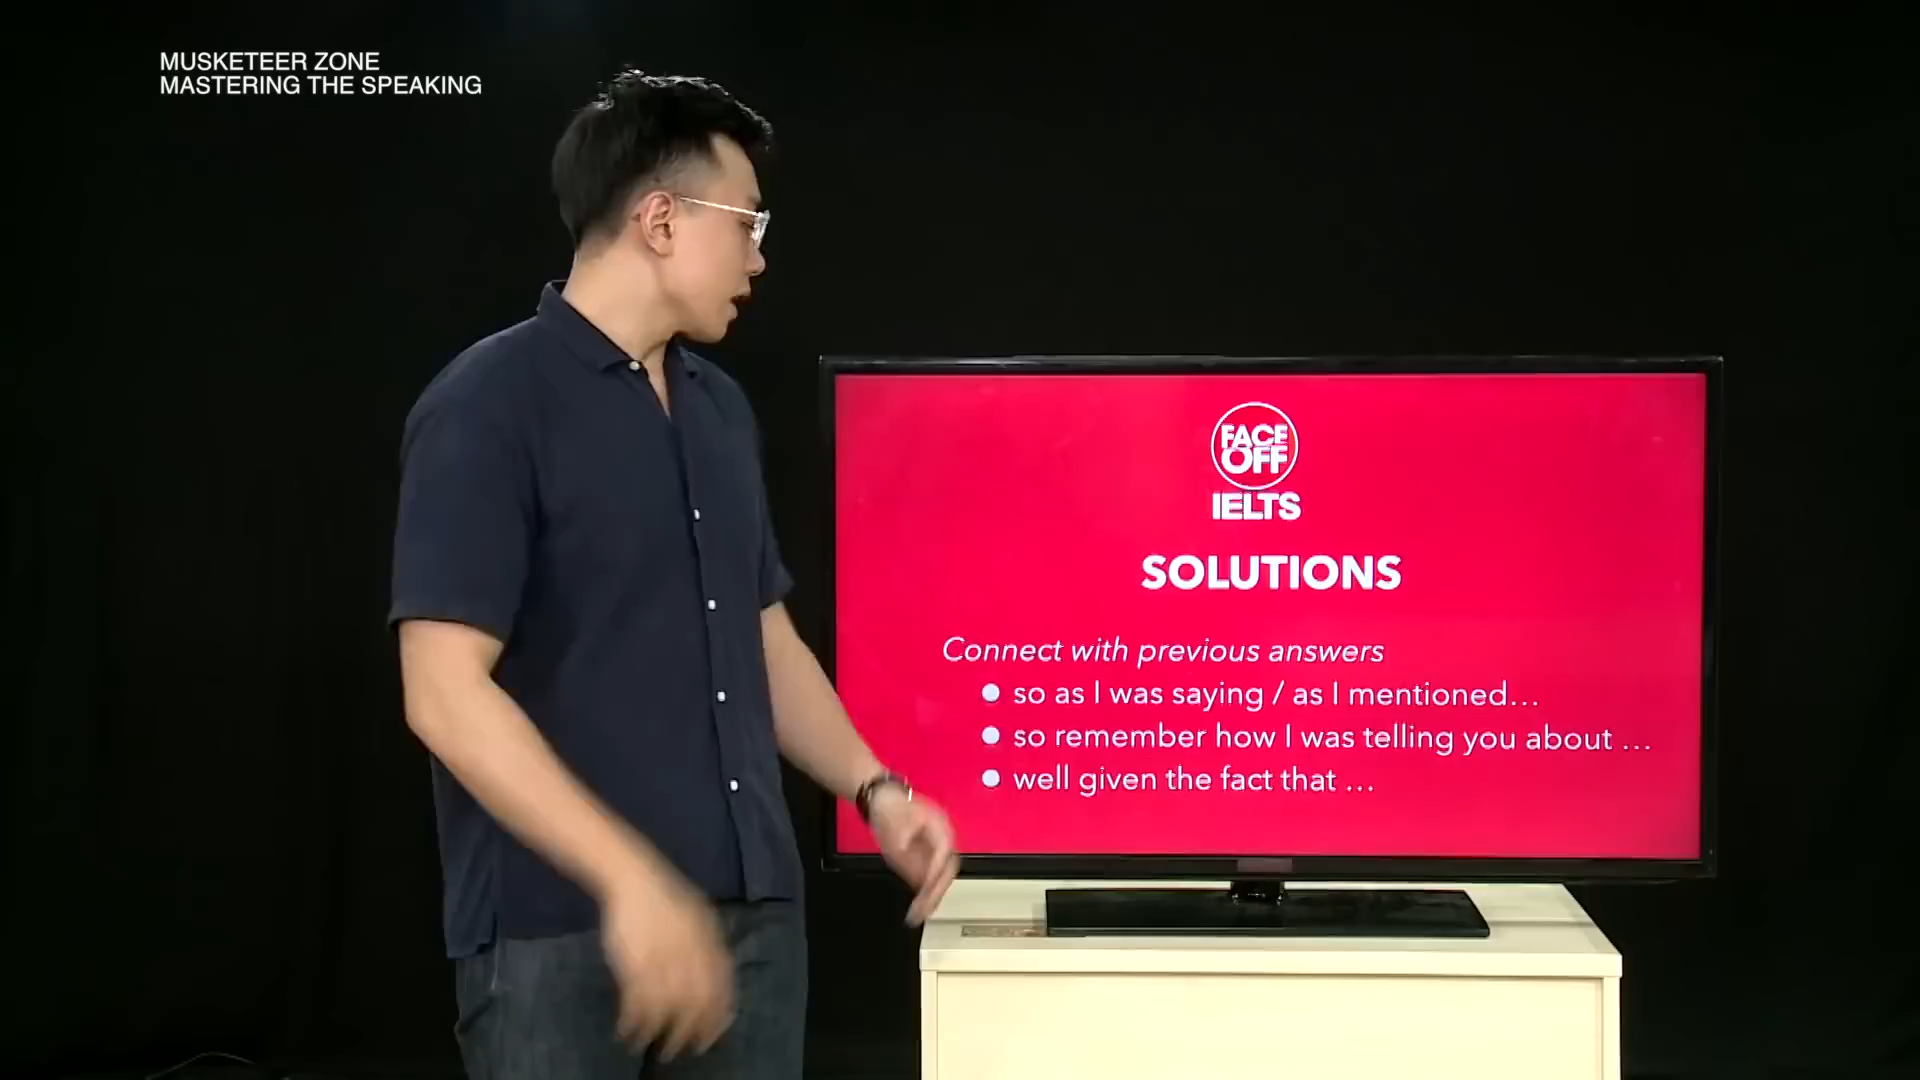 MUSKETEER ZONE
MASTERING THE SPEAKING
FACE
OFF
IELTS
SOLUTIONS
Connect with previous answers
● so as I was saying / as I mentioned...
● so remember how I was telling you about ...
● well given the fact that ...